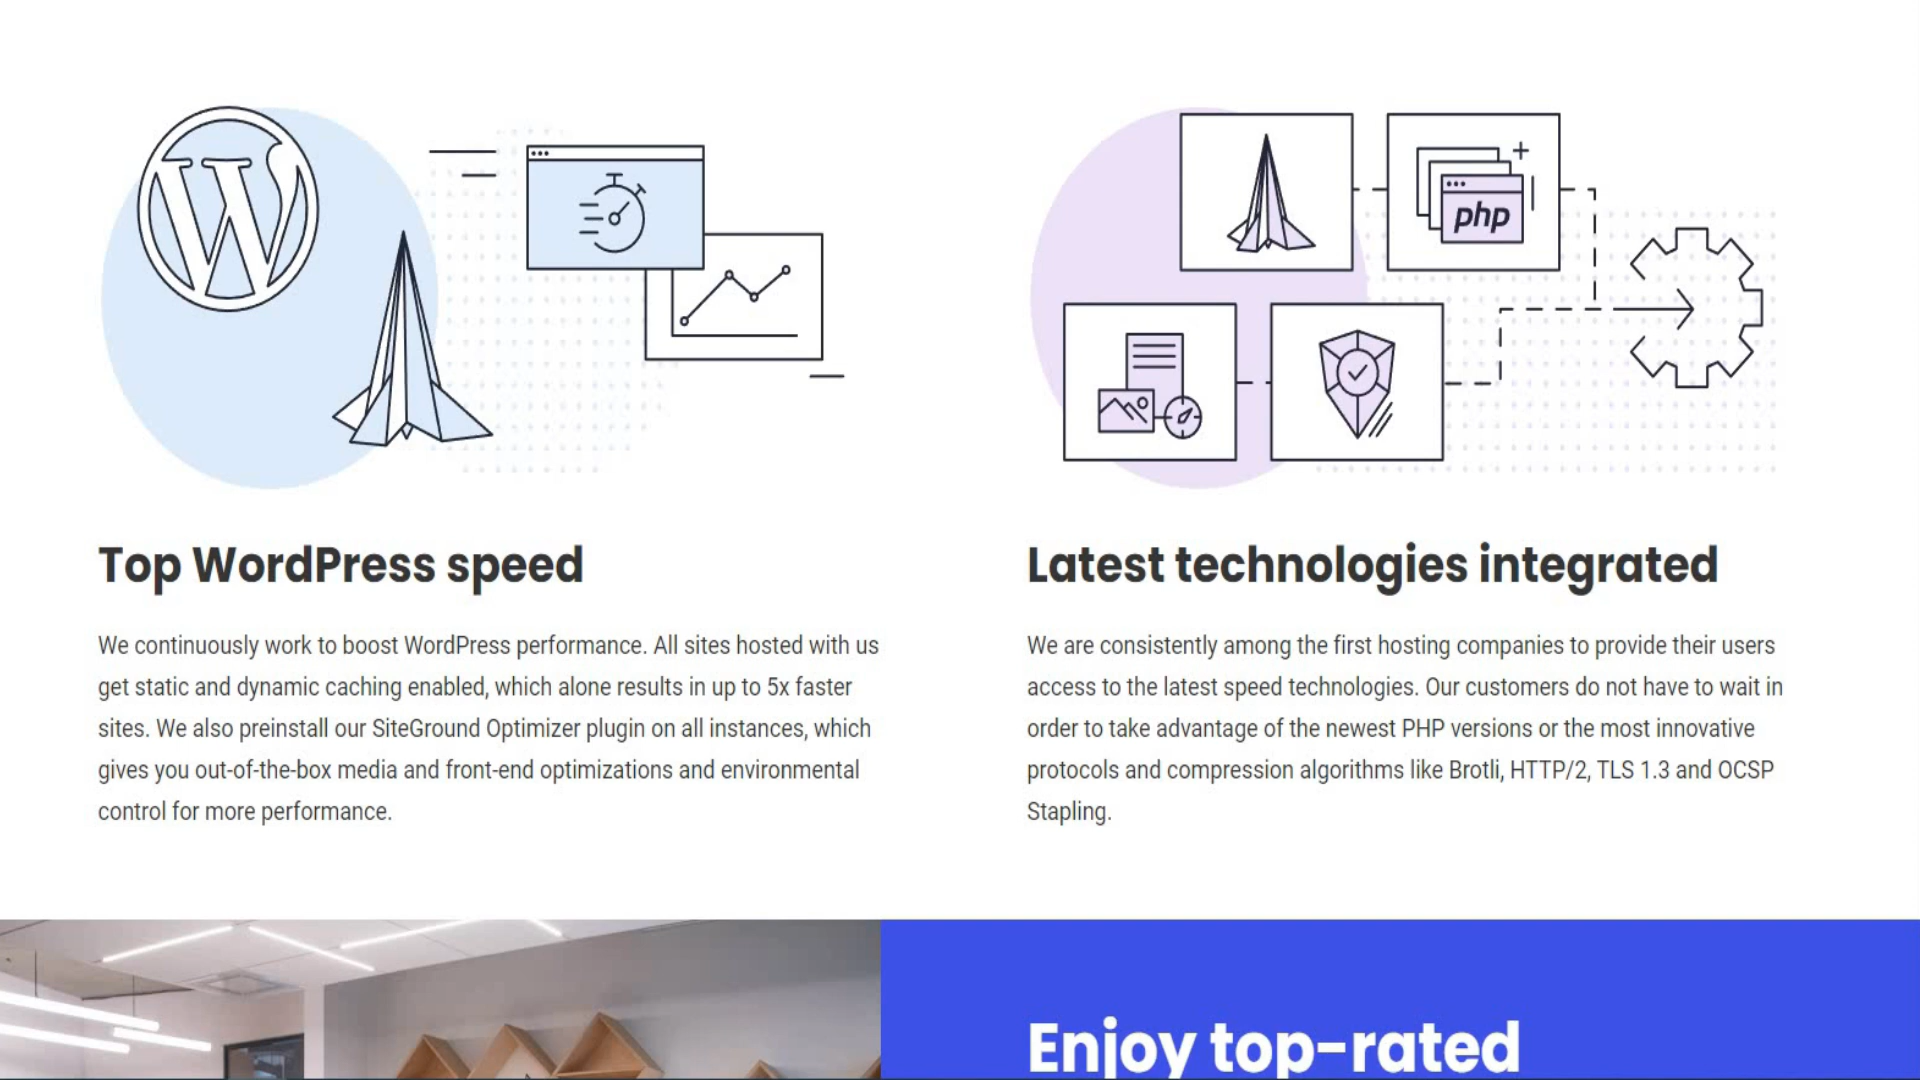 php
Top WordPress speed
We continuously work to boost WordPress performance. All sites hosted with us
get static and dynamic caching enabled, which alone results in up to 5x faster
sites. We also preinstall our SiteGround Optimizer plugin on all instances, which
gives you out-of-the-box media and front-end optimizations and environmental
control for more performance.
Latest technologies integrated
We are consistently among the first hosting companies to provide their users
access to the latest speed technologies. Our customers do not have to wait in
order to take advantage of the newest PHP versions or the most innovative
protocols and compression algorithms like Brotli, HTTP/2, TLS 1.3 and OCSP
Stapling.
Enjoy top-rated